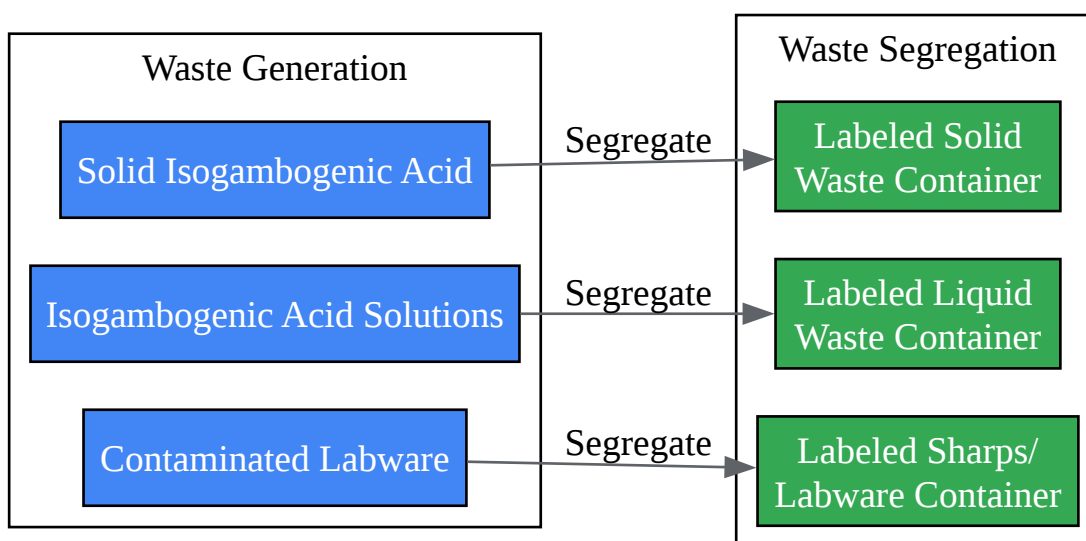 Waste Generation
Solid Isogambogenic Acid
Isogambogenic Acid Solutions
Contaminated Labware
Segregate
Segregate
Segregate
Waste Segregation
Labeled Solid
Waste Container
Labeled Liquid
Waste Container
Labeled Sharps/
Labware Container